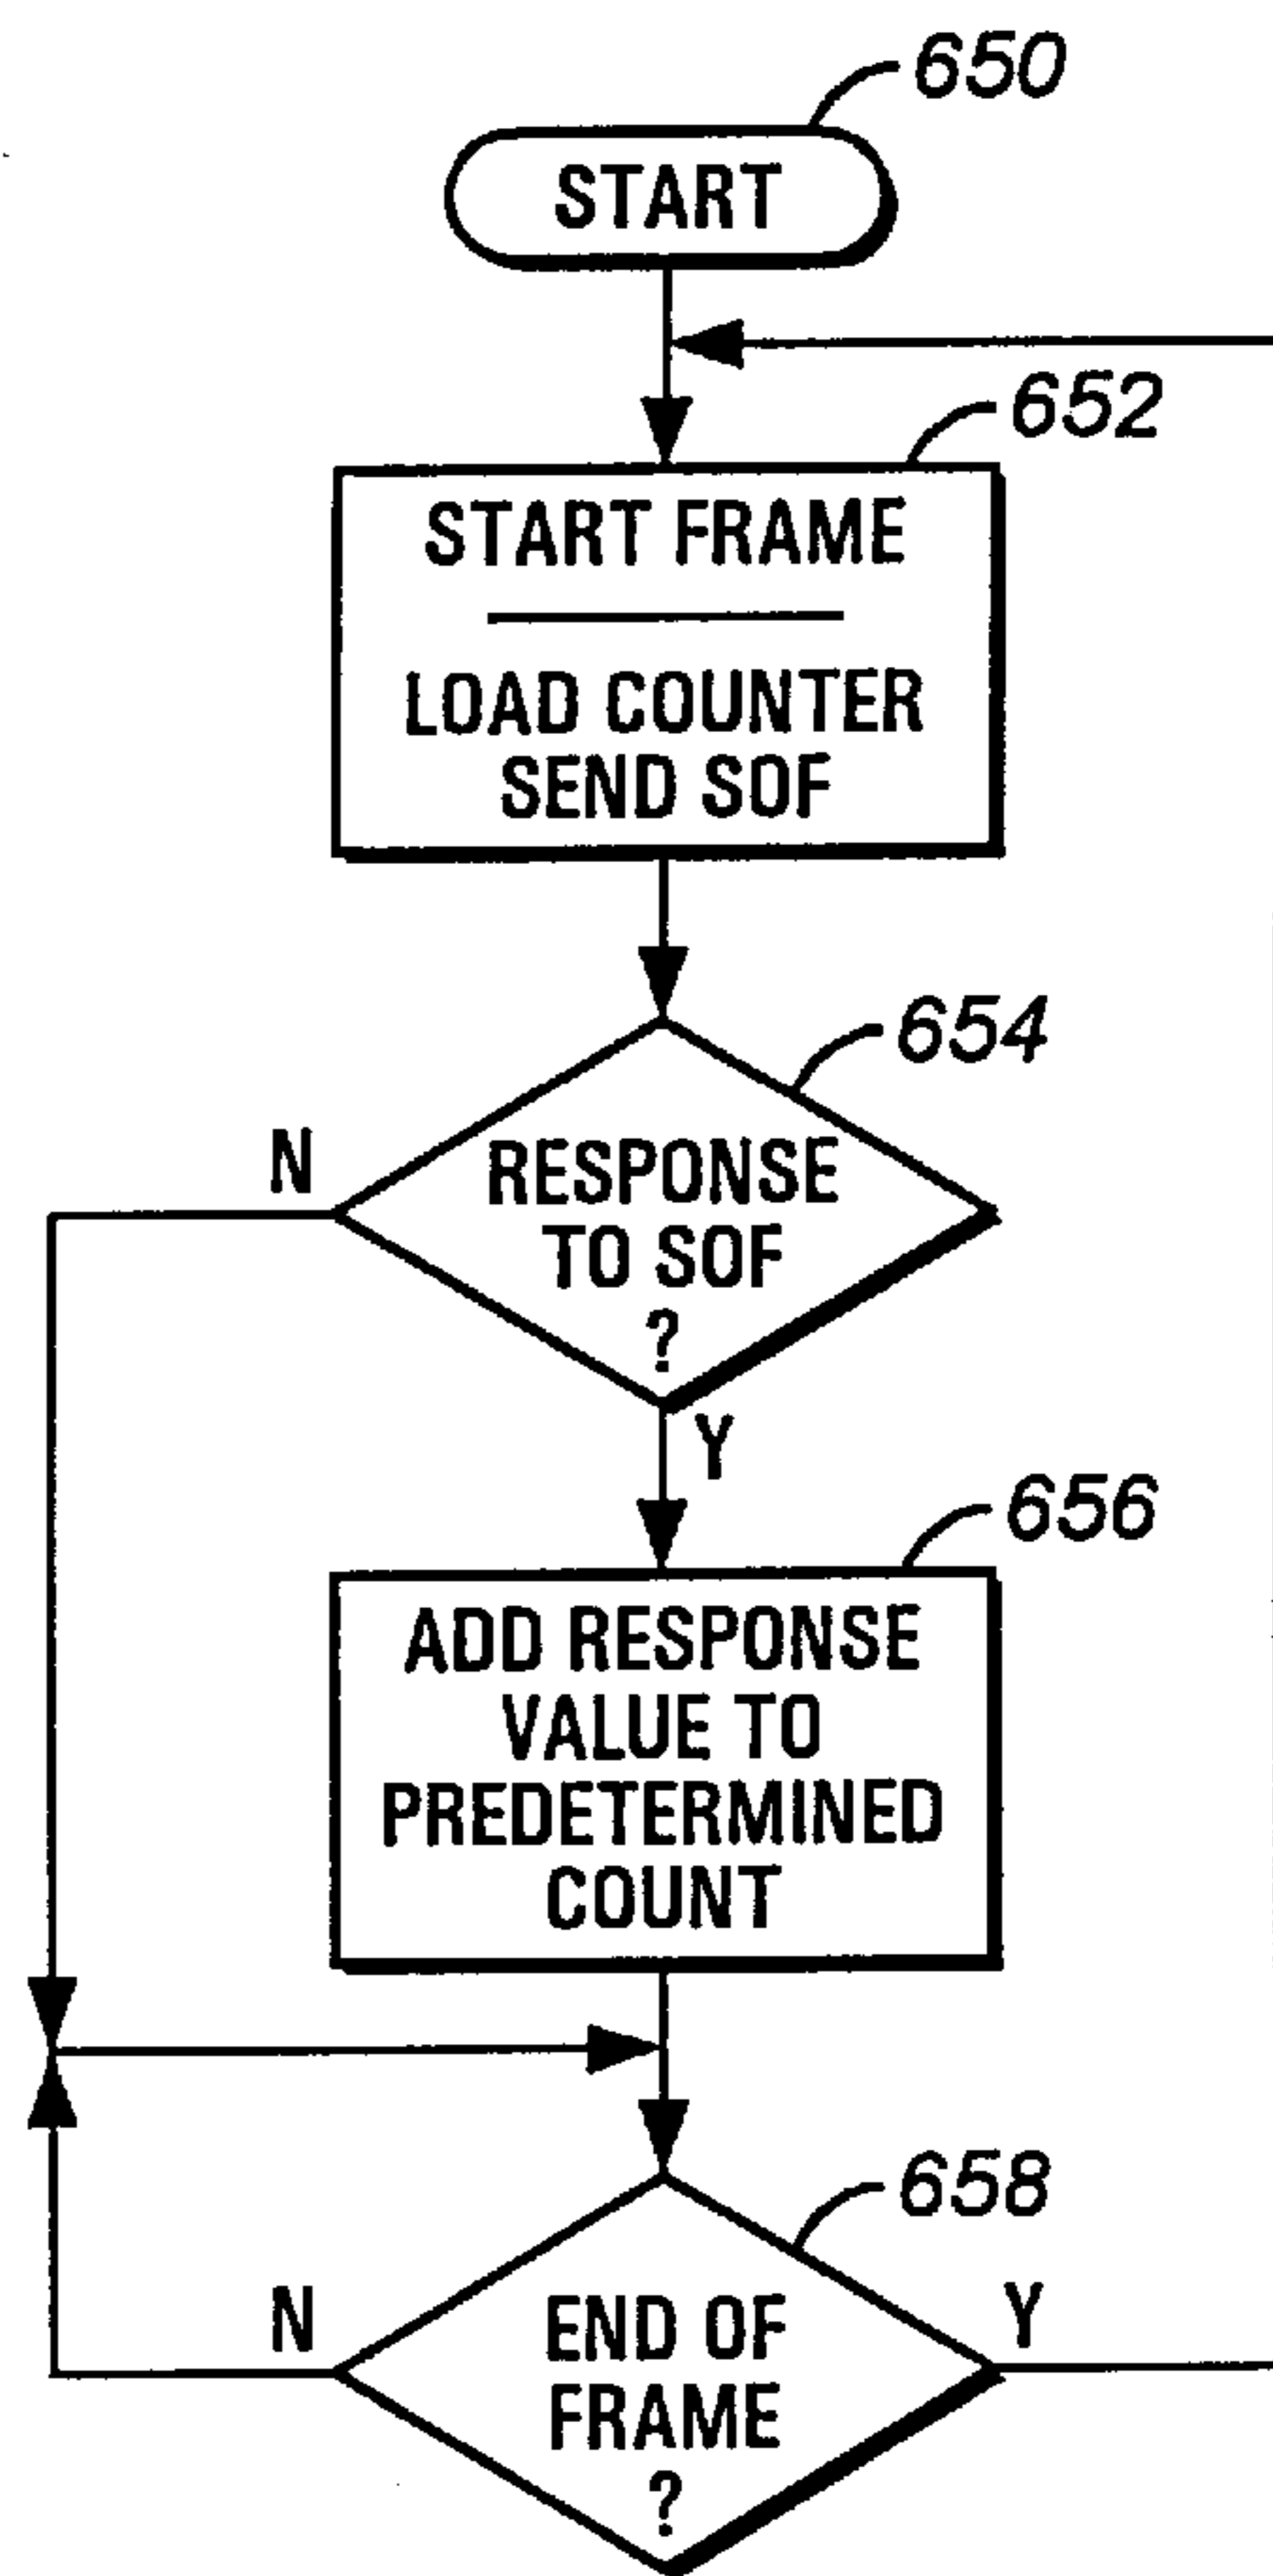 650
START
652
START FRAME
LOAD COUNTER
SEND SOF
654
N
RESPONSE
TO SOF
?
Y
656
ADD RESPONSE
VALUE TO
PREDETERMINED
COUNT
658
N
END OF
FRAME
?
Y